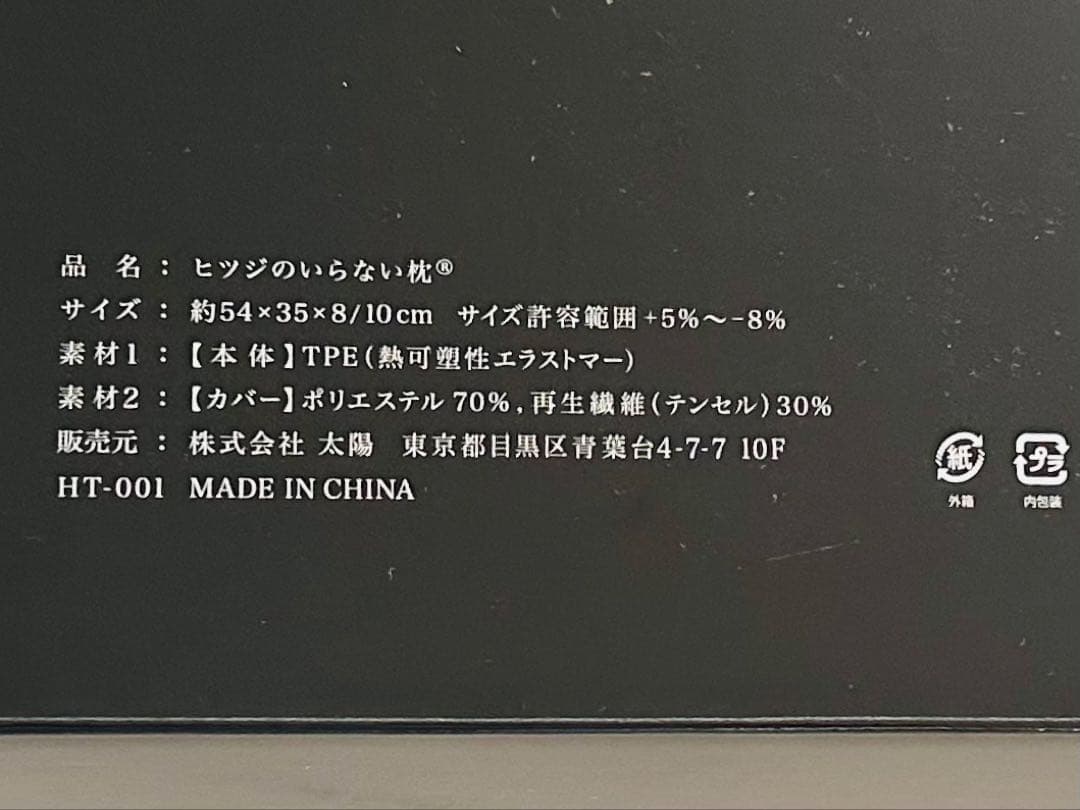 品 名 : ヒツジのいらない枕®
サイズ : 約54×35×8/10cm サイズ許容範囲+5%〜-8%
素材1 : 【本体】TPE(熱可塑性エラストマー)
素材2 : 【カバー】ポリエステル 70%, 再生繊維(テンセル)30%
販売元 : 株式会社 太陽 東京都目黒区青葉台4-7-7 10F
HT-001 MADE IN CHINA
紙 プラ
外箱 内包装